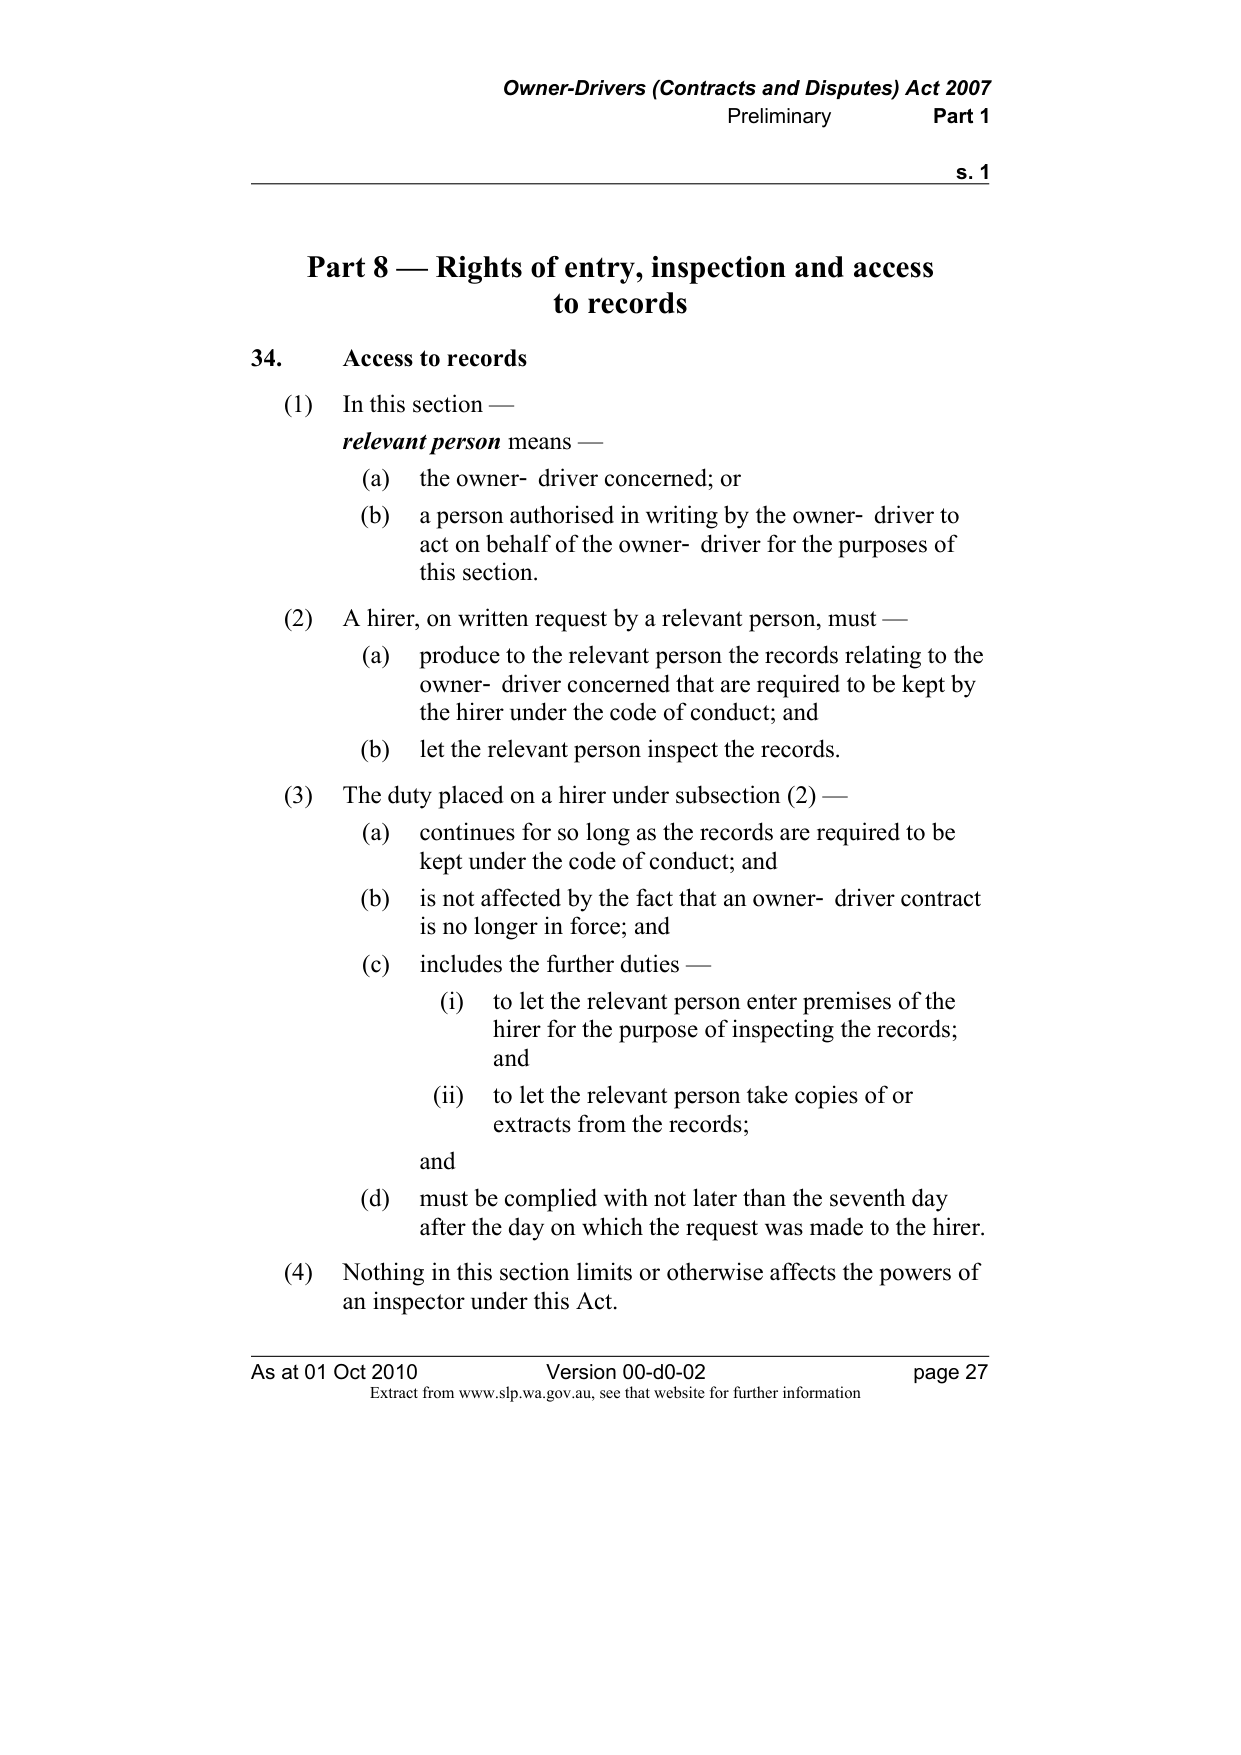 Owner-Drivers (Contracts and Disputes) Act 2007
Preliminary Part 1
s. 1
Part 8 — Rights of entry, inspection and access
to records
34. Access to records
(1) In this section —
relevant person means —
(a) the owner- driver concerned; or
(b) a person authorised in writing by the owner- driver to
act on behalf of the owner- driver for the purposes of
this section.
(2) A hirer, on written request by a relevant person, must —
(a) produce to the relevant person the records relating to the
owner- driver concerned that are required to be kept by
the hirer under the code of conduct; and
(b) let the relevant person inspect the records.
(3) The duty placed on a hirer under subsection (2) —
(a) continues for so long as the records are required to be
kept under the code of conduct; and
(b) is not affected by the fact that an owner- driver contract
is no longer in force; and
(c) includes the further duties —
(i) to let the relevant person enter premises of the
hirer for the purpose of inspecting the records;
and
(ii) to let the relevant person take copies of or
extracts from the records;
and
(d) must be complied with not later than the seventh day
after the day on which the request was made to the hirer.
(4) Nothing in this section limits or otherwise affects the powers of
an inspector under this Act.
As at 01 Oct 2010 Version 00-d0-02 page 27
Extract from www.slp.wa.gov.au, see that website for further information